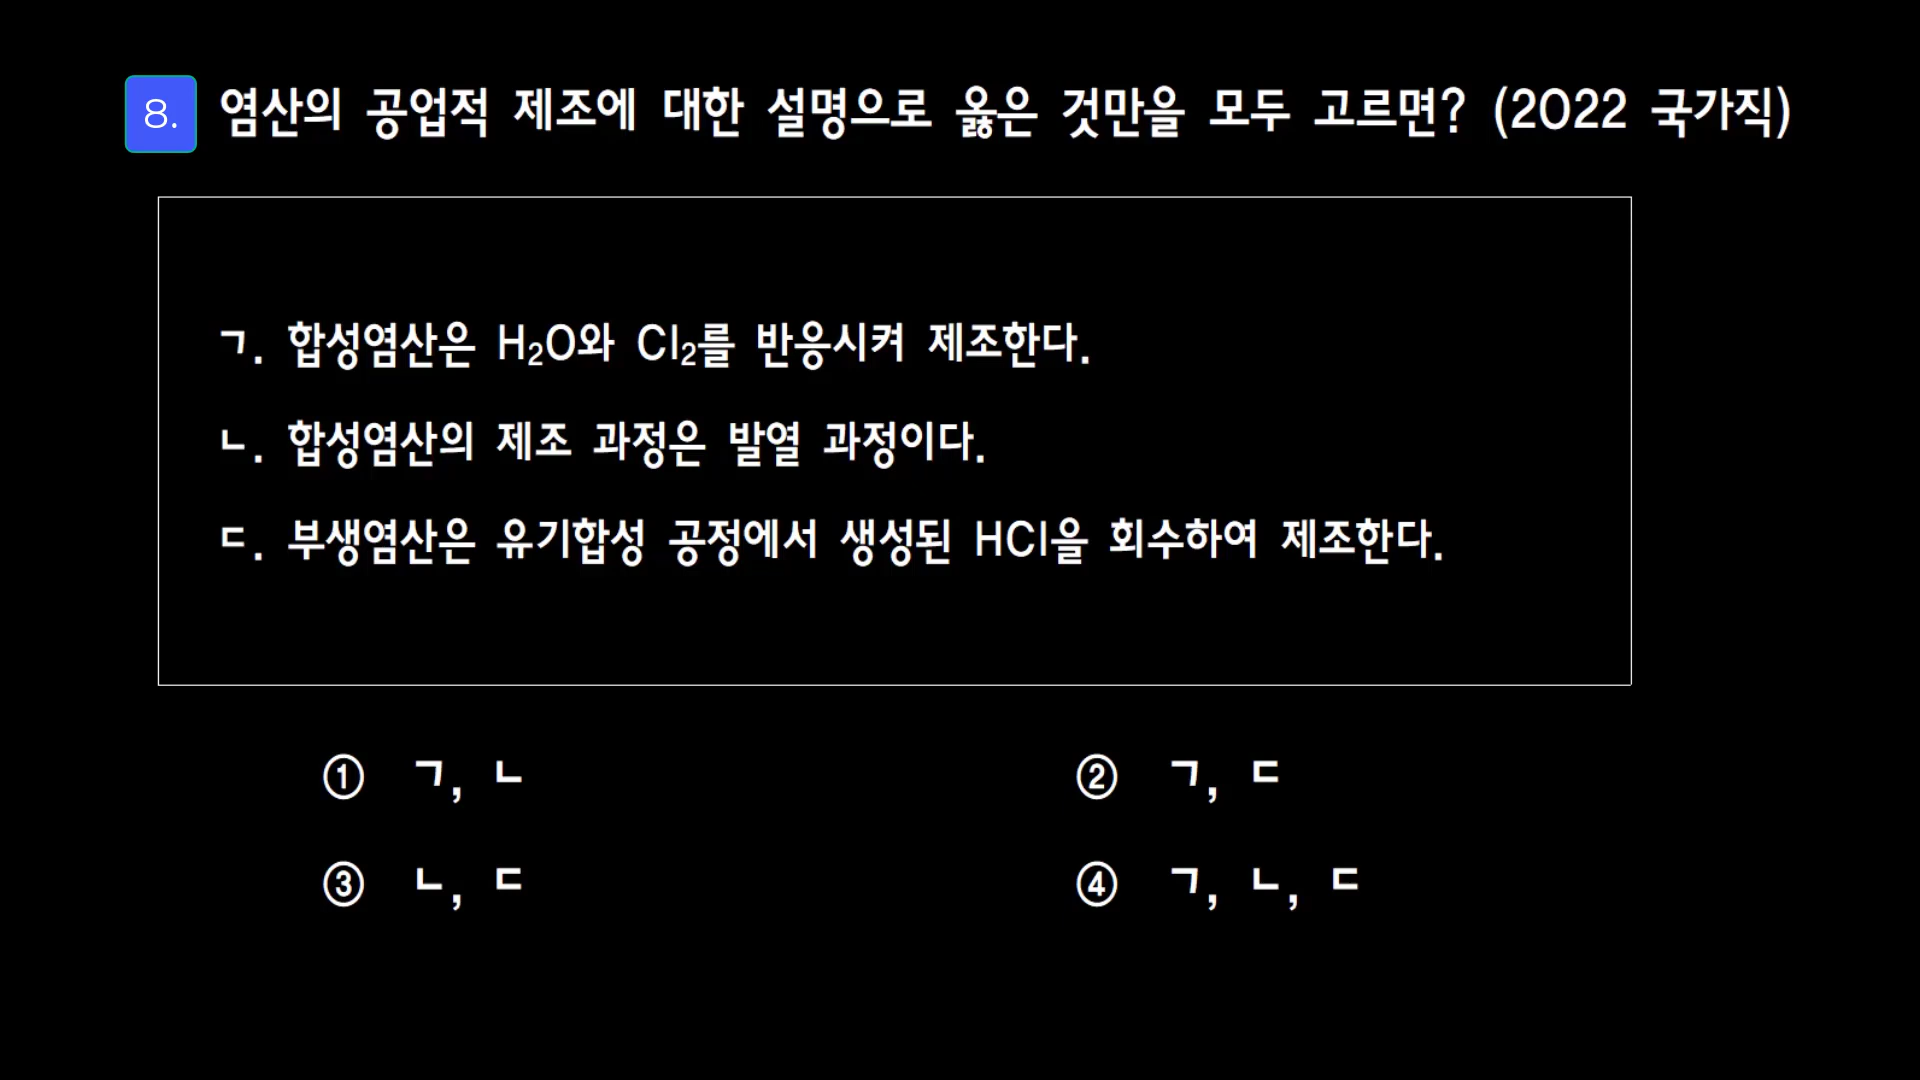 8. 염산의 공업적 제조에 대한 설명으로 옳은 것만을 모두 고르면? (2022 국가직)
ㄱ. 합성염산은 H₂O와 Cl₂를 반응시켜 제조한다.
ㄴ. 합성염산의 제조 과정은 발열 과정이다.
ㄷ. 부생염산은 유기합성 공정에서 생성된 HCl을 회수하여 제조한다.
① ㄱ, ㄴ ② ㄱ, ㄷ
③ ㄴ, ㄷ ④ ㄱ, ㄴ, ㄷ